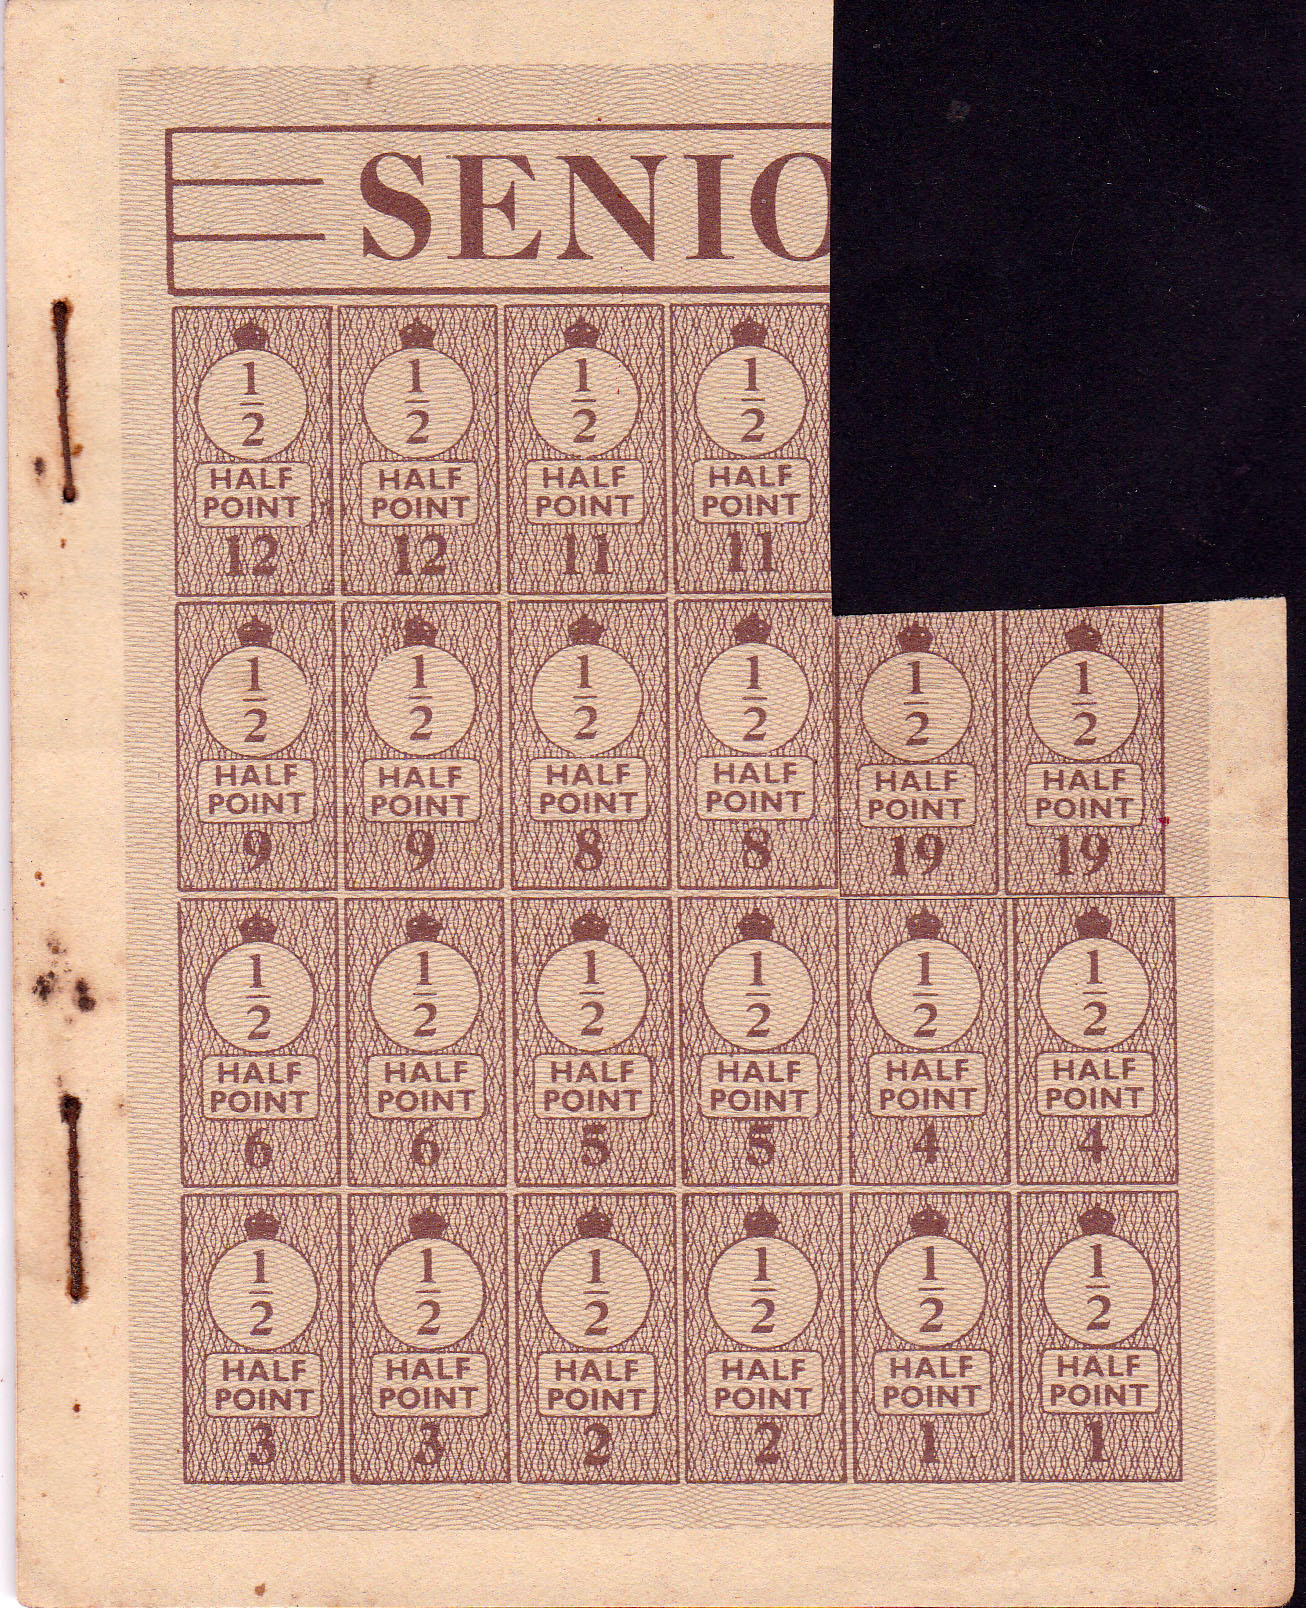 SENIO
1/2 1/2 1/2 1/2
HALF HALF HALF HALF
POINT POINT POINT POINT
12 12 11 11
1/2 1/2 1/2 1/2 1/2 1/2
HALF HALF HALF HALF HALF HALF
POINT POINT POINT POINT POINT POINT
9 9 8 8 19 19
1/2 1/2 1/2 1/2 1/2 1/2
HALF HALF HALF HALF HALF HALF
POINT POINT POINT POINT POINT POINT
6 6 5 5 4 4
1/2 1/2 1/2 1/2 1/2 1/2
HALF HALF HALF HALF HALF HALF
POINT POINT POINT POINT POINT POINT
3 3 2 2 1 1